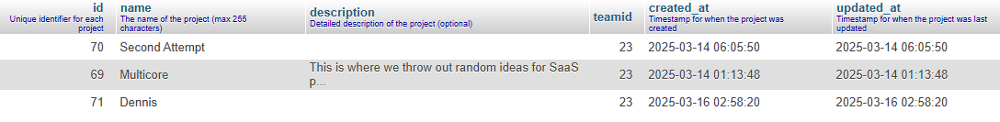 id name description teamid created_at updated_at
Unique identifier for each project The name of the project (max 255 characters) Detailed description of the project (optional) Timestamp for when the project was created Timestamp for when the project was last updated
70 Second Attempt 23 2025-03-14 06:05:50 2025-03-14 06:05:50
69 Multicore This is where we throw out random ideas for SaaS p... 23 2025-03-14 01:13:48 2025-03-14 01:13:48
71 Dennis 23 2025-03-16 02:58:20 2025-03-16 02:58:20